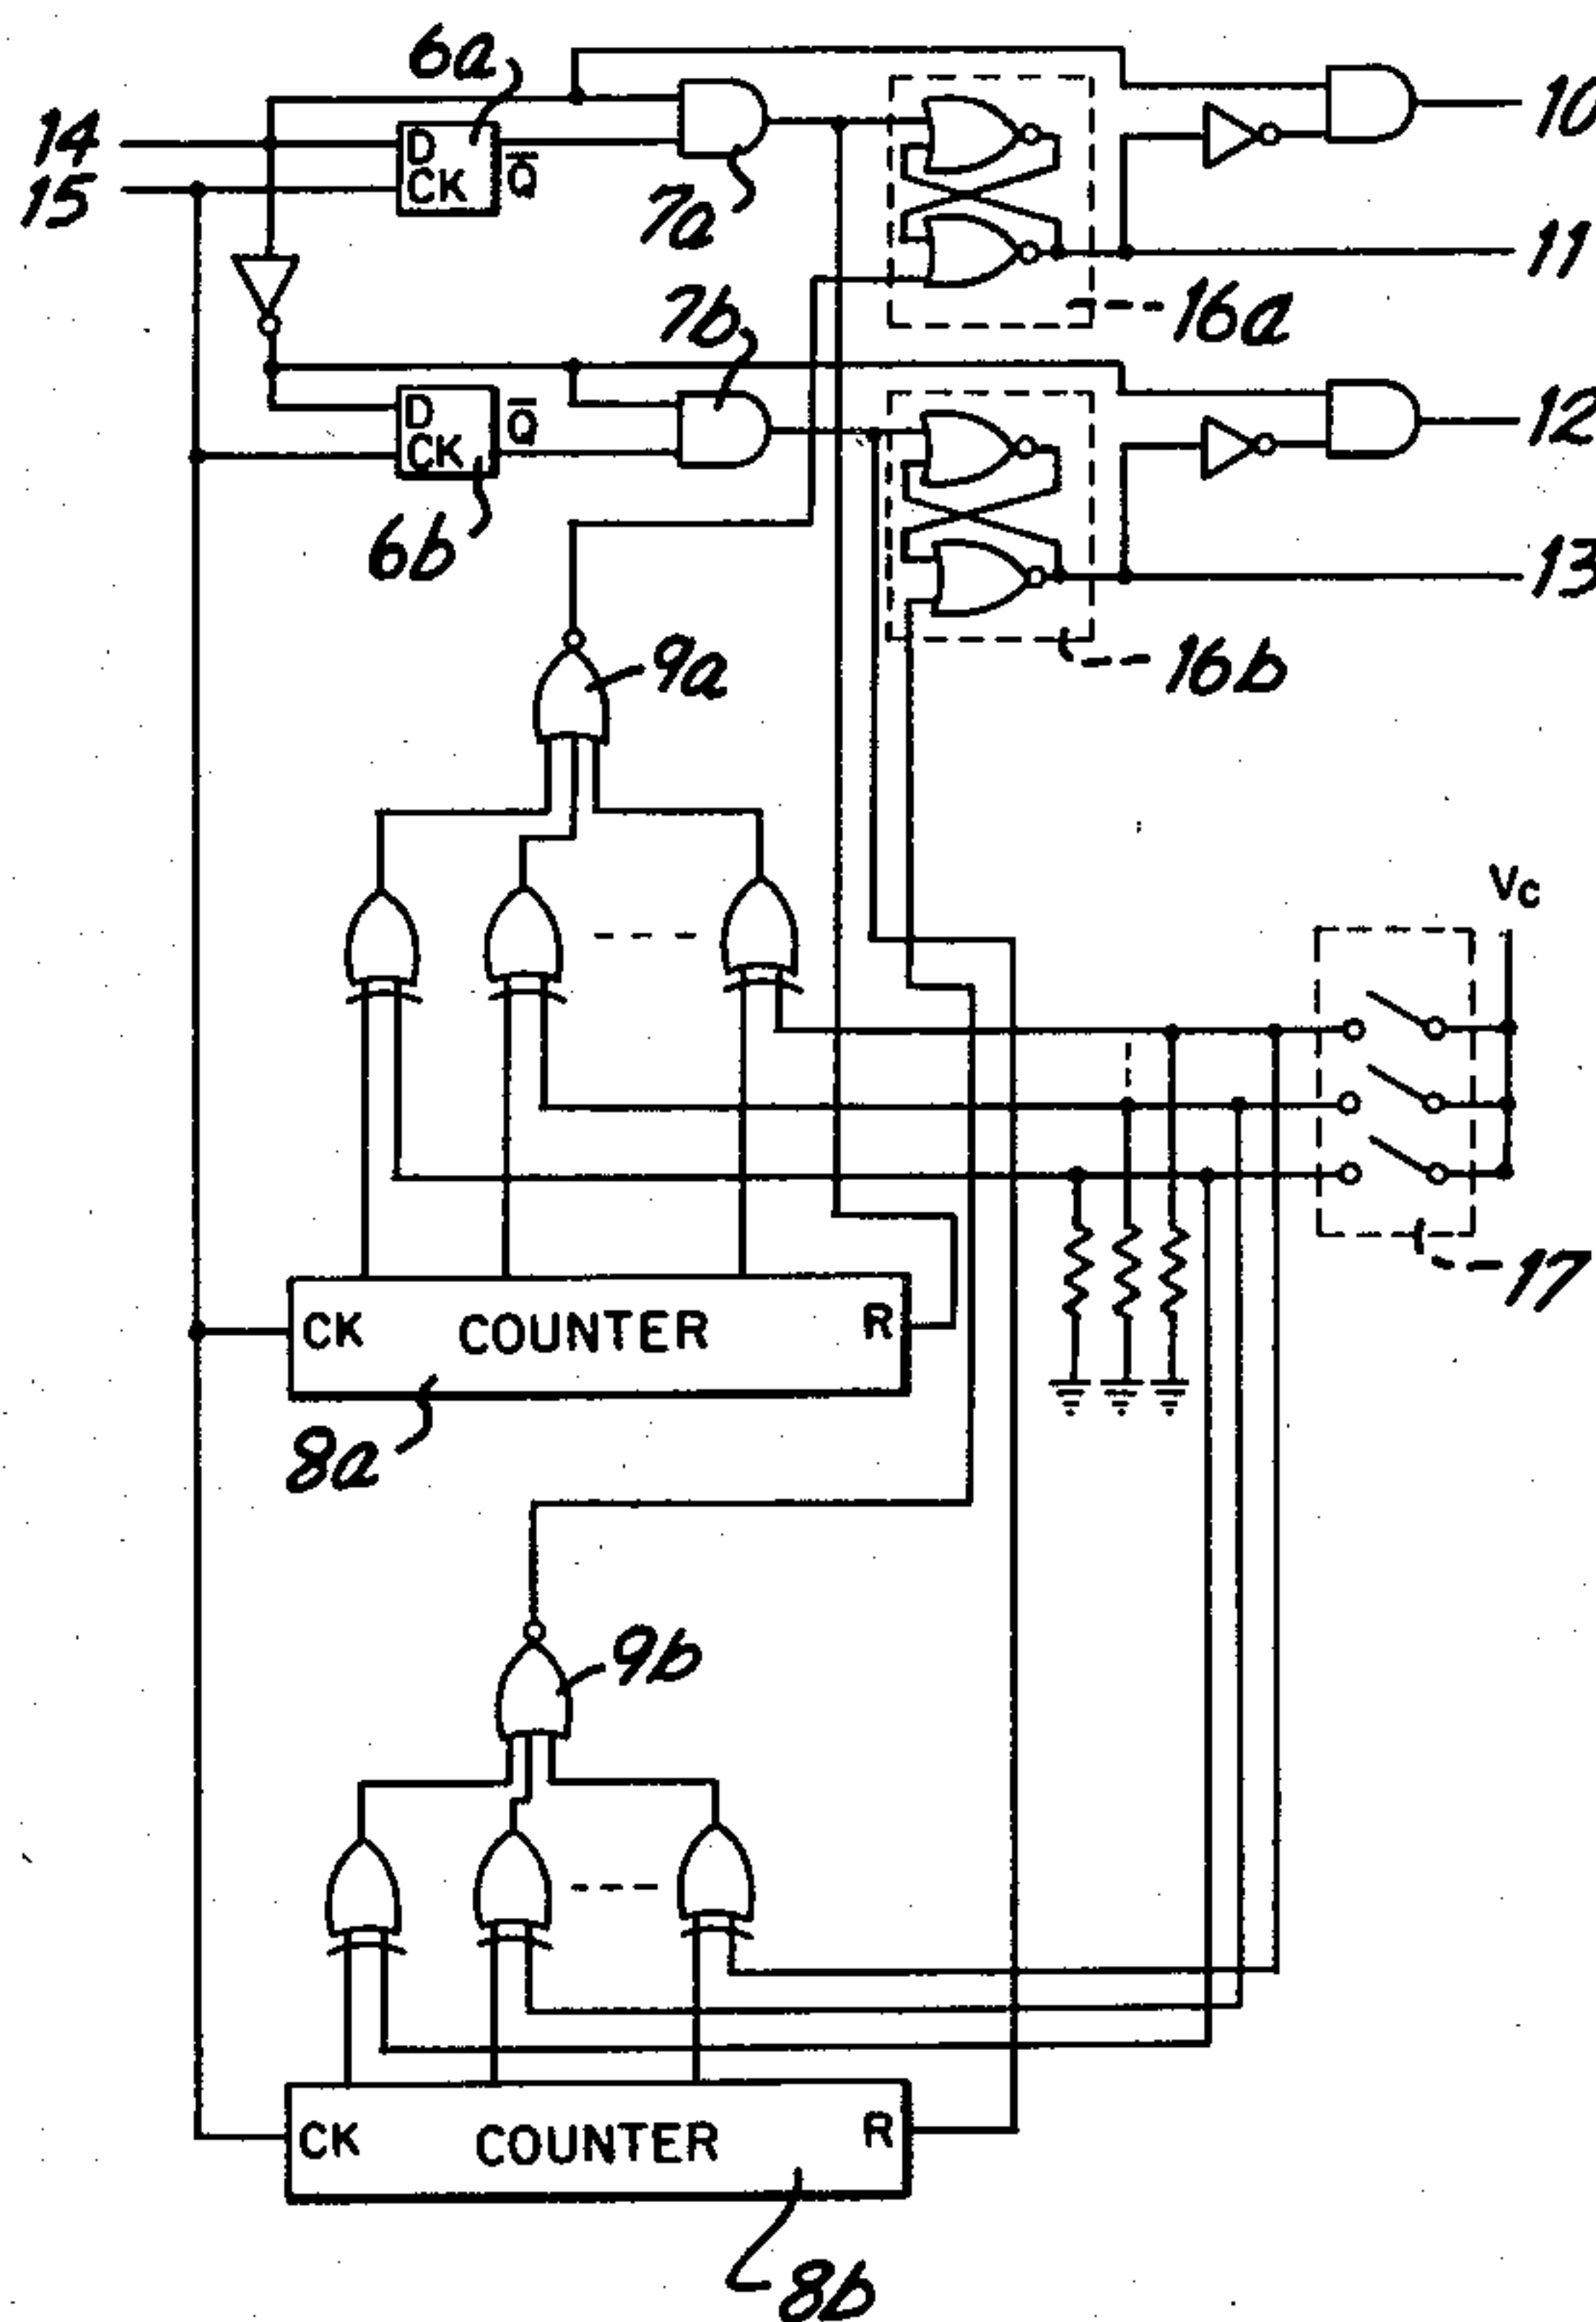 6a
14
15
D
CK
Q̅
7a
10
11
16a
7b
D
CK
Q̅
6b
12
13
16b
9a
Vc
17
CK COUNTER R
8a
9b
CK COUNTER R
8b